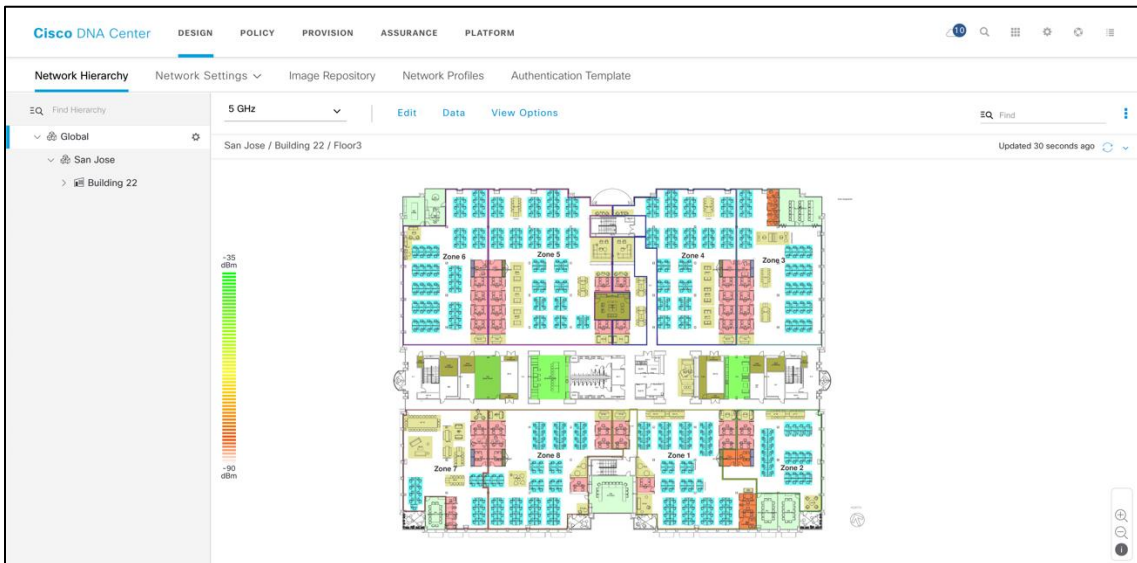 Cisco DNA Center DESIGN POLICY PROVISION ASSURANCE PLATFORM 10
Network Hierarchy Network Settings Image Repository Network Profiles Authentication Template
Find Hierarchy
5 GHz Edit Data View Options Find
Global
San Jose / Building 22 / Floor3 Updated 30 seconds ago
San Jose
Building 22
-35
dBm
Zone 6 Zone 5 Zone 4 Zone 3
-90
dBm
Zone 7 Zone 8 Zone 1 Zone 2